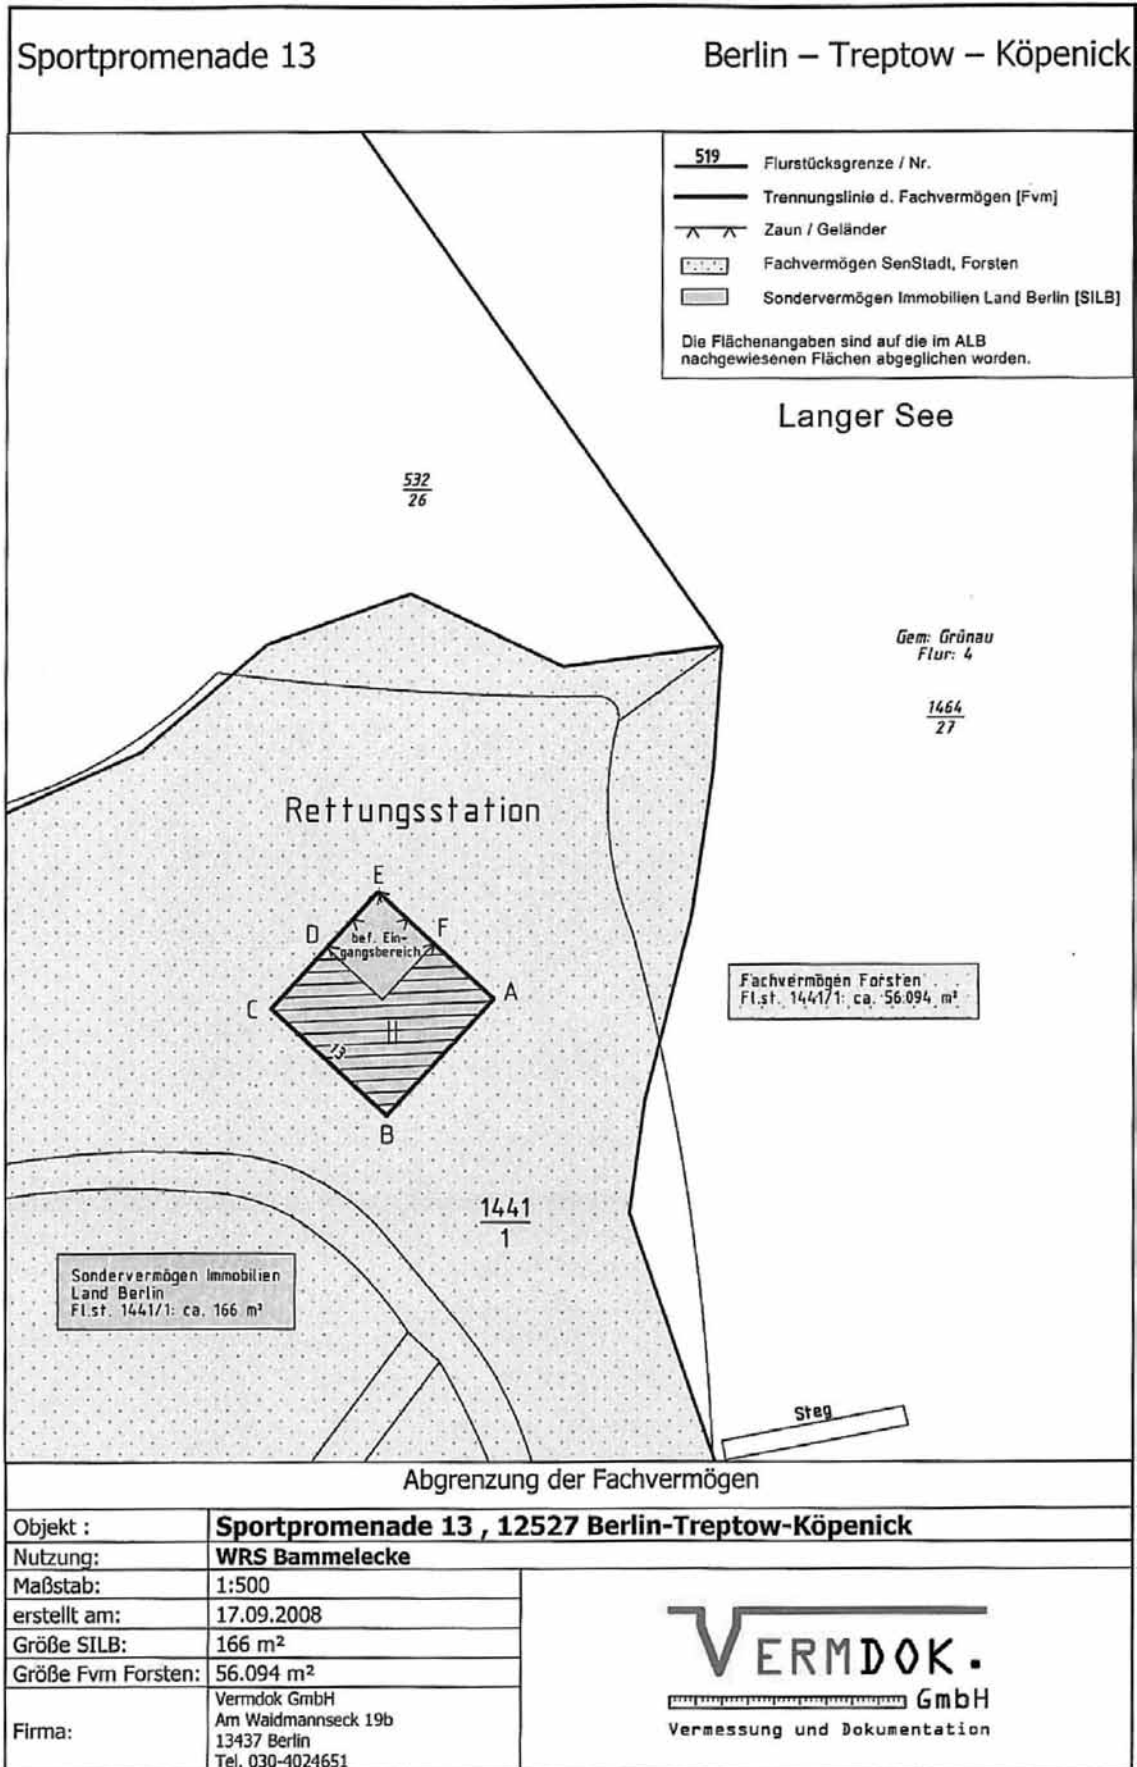 Sportpromenade 13
Berlin – Treptow – Köpenick
519 Flurstücksgrenze / Nr.
Trennungslinie d. Fachvermögen [Fvm]
Zaun / Geländer
Fachvermögen SenStadt, Forsten
Sondervermögen Immobilien Land Berlin [SILB]
Die Flächenangaben sind auf die im ALB
nachgewiesenen Flächen abgeglichen worden.
Langer See
532
26
Gem: Grünau
Flur: 4
1464
27
Rettungsstation
E
D
F
bef. Ein-
gangsbereich
C
A
II
13
B
Fachvermögen Forsten
Fl.st. 1441/1: ca. 56.094 m²
1441
1
Sondervermögen Immobilien
Land Berlin
Fl.st. 1441/1: ca. 166 m²
Steg
Abgrenzung der Fachvermögen
Objekt : Sportpromenade 13 , 12527 Berlin-Treptow-Köpenick
Nutzung: WRS Bammelecke
Maßstab: 1:500
erstellt am: 17.09.2008
Größe SILB: 166 m²
Größe Fvm Forsten: 56.094 m²
Firma:
Vermdok GmbH
Am Waidmannseck 19b
13437 Berlin
Tel. 030-4024651
VERMDOK.
GmbH
Vermessung und Dokumentation